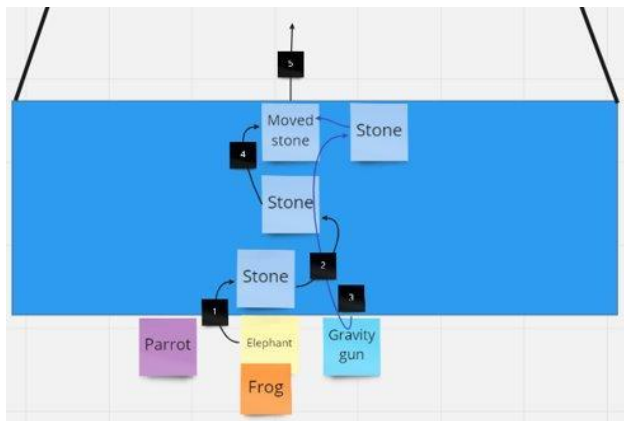 5
Moved
stone
Stone
4
Stone
2
Stone
3
1
Parrot
Elephant
Gravity
gun
Frog